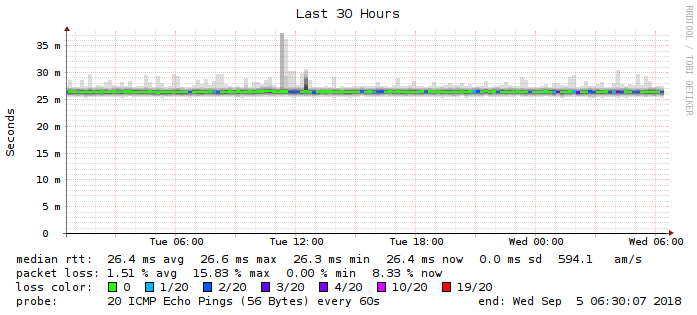 Last 30 Hours
RRDTOOL / TOBI OETIKER
Seconds
35 m
30 m
25 m
20 m
15 m
10 m
5 m
0
Tue 06:00 Tue 12:00 Tue 18:00 Wed 00:00 Wed 06:00
median rtt: 26.4 ms avg 26.6 ms max 26.3 ms min 26.4 ms now 0.0 ms sd 594.1 am/s
packet loss: 1.51 % avg 15.83 % max 0.00 % min 8.33 % now
loss color: 0 1/20 2/20 3/20 4/20 10/20 19/20
probe: 20 ICMP Echo Pings (56 Bytes) every 60s end: Wed Sep 5 06:30:07 2018